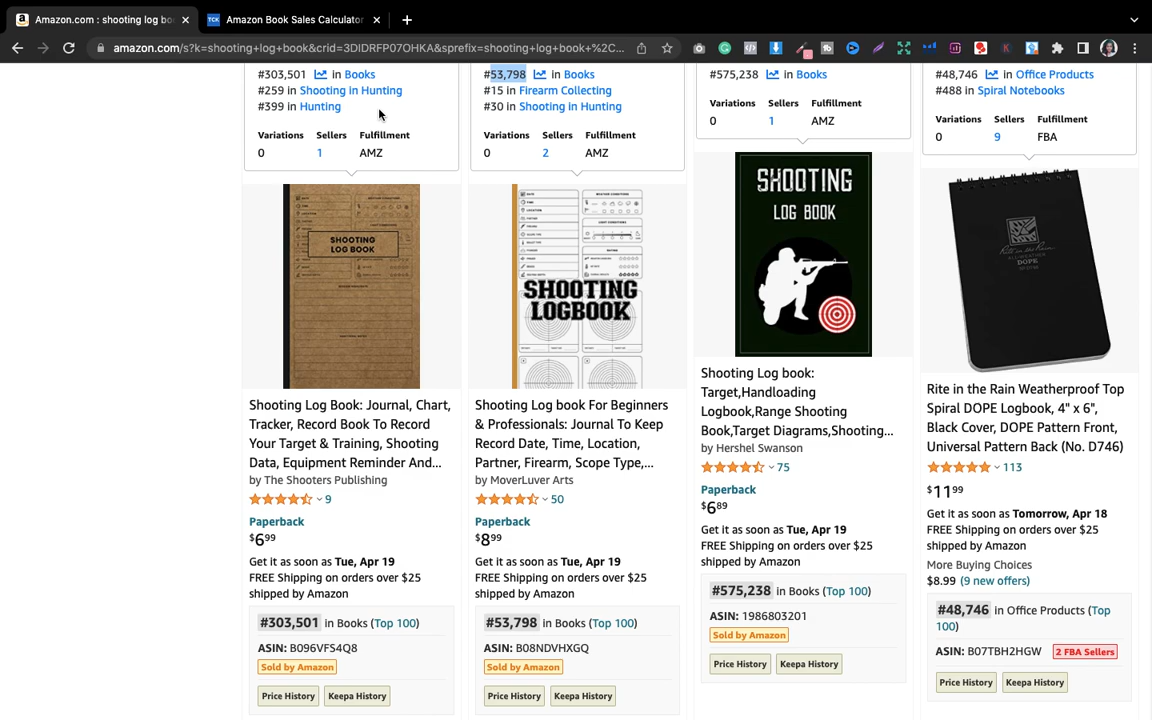 Amazon.com : shooting log boo
TCK Amazon Book Sales Calculator
amazon.com/s?k=shooting+log+book&crid=3DIDRFP07OHKA&sprefix=shooting+log+book+%2C...
#303,501 in Books
#259 in Shooting in Hunting
#399 in Hunting
Variations Sellers Fulfillment
0 1 AMZ
#53,798 in Books
#15 in Firearm Collecting
#30 in Shooting in Hunting
Variations Sellers Fulfillment
0 2 AMZ
#575,238 in Books
Variations Sellers Fulfillment
0 1 AMZ
#48,746 in Office Products
#488 in Spiral Notebooks
Variations Sellers Fulfillment
0 9 FBA
SHOOTING
LOG BOOK
SHOOTING
LOGBOOK
SHOOTING
LOG BOOK
Rite in the Rain
ALL-WEATHER
DOPE
Shooting Log Book: Journal, Chart,
Tracker, Record Book To Record
Your Target & Training, Shooting
Data, Equipment Reminder And...
by The Shooters Publishing
9
Paperback
$699
Get it as soon as Tue, Apr 19
FREE Shipping on orders over $25
shipped by Amazon
#303,501 in Books (Top 100)
ASIN: B096VFS4Q8
Sold by Amazon
Price History Keepa History
Shooting Log book For Beginners
& Professionals: Journal To Keep
Record Date, Time, Location,
Partner, Firearm, Scope Type,...
by MoverLuver Arts
50
Paperback
$899
Get it as soon as Tue, Apr 19
FREE Shipping on orders over $25
shipped by Amazon
#53,798 in Books (Top 100)
ASIN: B08NDVHXGQ
Sold by Amazon
Price History Keepa History
Shooting Log book:
Target,Handloading
Logbook,Range Shooting
Book,Target Diagrams,Shooting...
by Hershel Swanson
75
Paperback
$689
Get it as soon as Tue, Apr 19
FREE Shipping on orders over $25
shipped by Amazon
#575,238 in Books (Top 100)
ASIN: 1986803201
Sold by Amazon
Price History Keepa History
Rite in the Rain Weatherproof Top
Spiral DOPE Logbook, 4" x 6",
Black Cover, DOPE Pattern Front,
Universal Pattern Back (No. D746)
113
$1199
Get it as soon as Tomorrow, Apr 18
FREE Shipping on orders over $25
shipped by Amazon
More Buying Choices
$8.99 (9 new offers)
#48,746 in Office Products (Top
100)
ASIN: B07TBH2HGW 2 FBA Sellers
Price History Keepa History